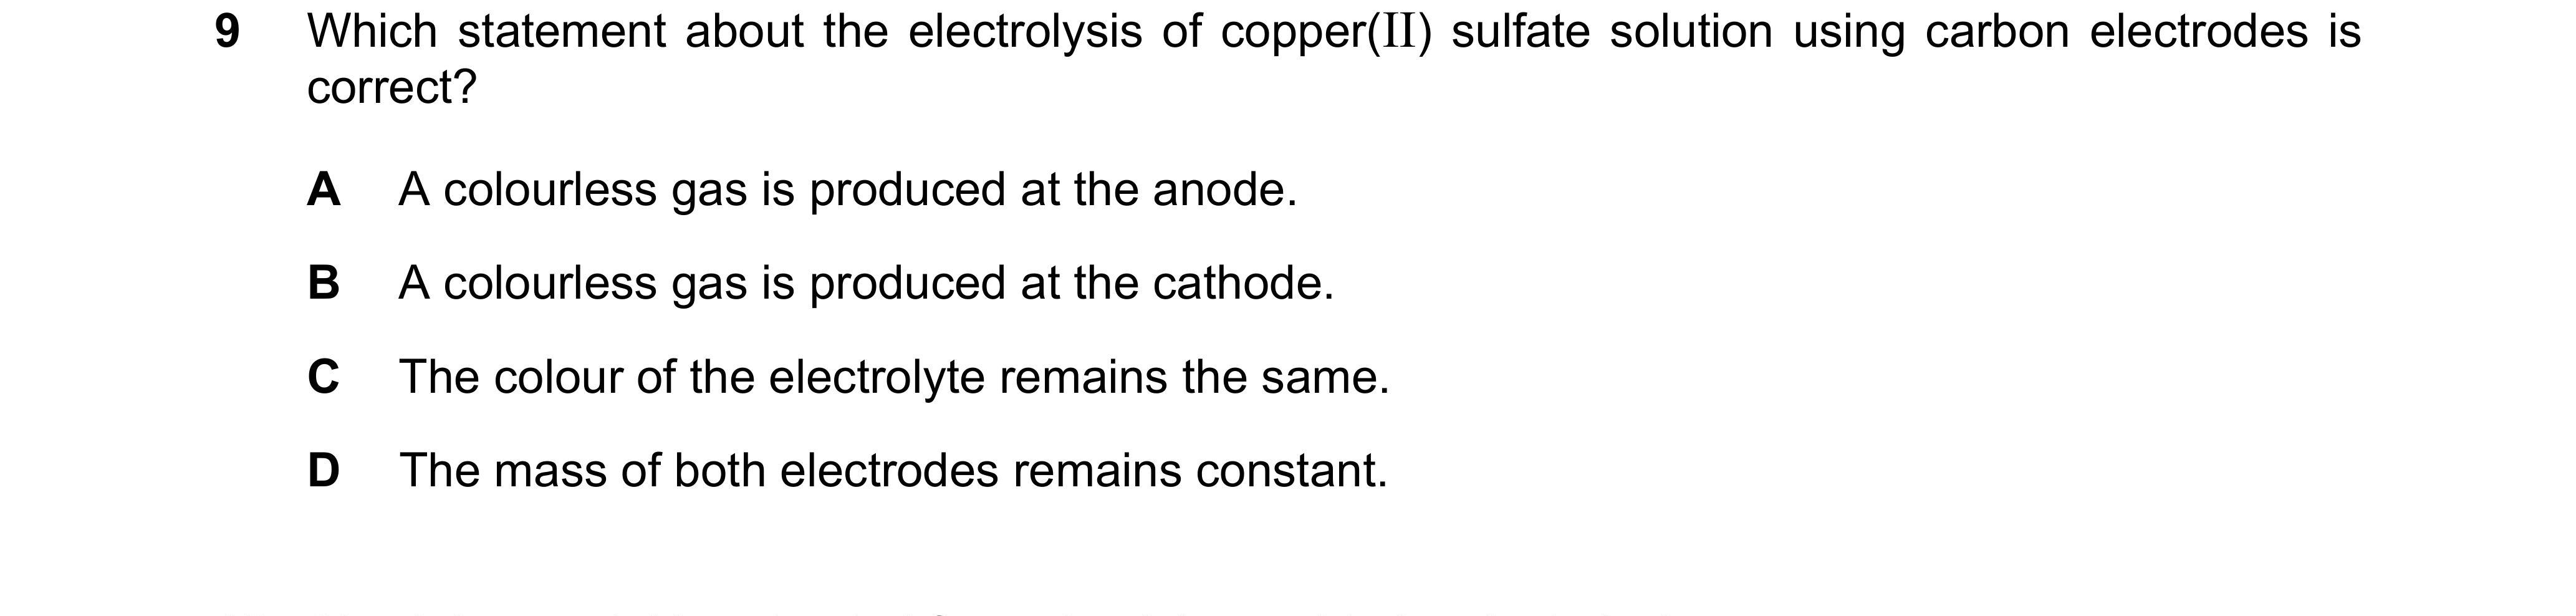 9 Which statement about the electrolysis of copper(II) sulfate solution using carbon electrodes is
correct?
A A colourless gas is produced at the anode.
B A colourless gas is produced at the cathode.
C The colour of the electrolyte remains the same.
D The mass of both electrodes remains constant.